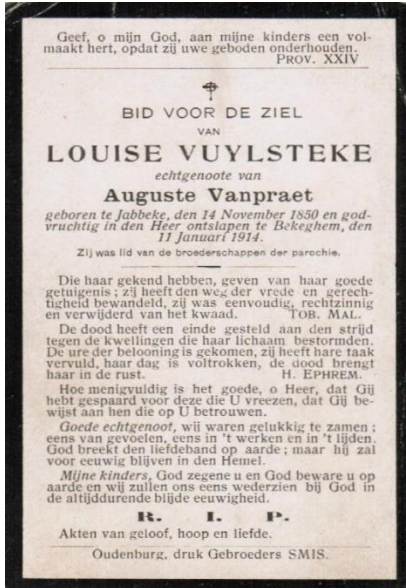 Geef, o mijn God, aan mijne kinders een vol-
maakt hert, opdat zij uwe geboden onderhouden.
PROV. XXIV
BID VOOR DE ZIEL
VAN
LOUISE VUYLSTEKE
echtgenoote van
Auguste Vanpraet
geboren te Jabbeke, den 14 November 1850 en god-
vruchtig in den Heer ontslapen te Bekeghem, den
11 Januari 1914.
Zij was lid van de broederschappen der parochie.
Die haar gekend hebben, geven van haar goede
getuigenis; zij heeft den weg der vrede en gerech-
tigheid bewandeld, zij was eenvoudig, rechtzinnig
en verwijderd van het kwaad. TOB. MAL.
De dood heeft een einde gesteld aan den strijd
tegen de kwellingen die haar lichaam bestormden.
De ure der belooning is gekomen, zij heeft hare taak
vervuld, haar dag is voltrokken, de dood brengt
haar in de rust. H. EPHREM.
Hoe menigvuldig is het goede, o Heer, dat Gij
hebt gespaard voor deze die U vreezen, dat Gij be-
wijst aan hen die op U betrouwen.
Goede echtgenoot, wij waren gelukkig te zamen;
eens van gevoelen, eens in 't werken en in 't lijden.
God breekt den liefdeband op aarde; maar hij zal
voor eeuwig blijven in den Hemel.
Mijne kinders, God zegene u en God beware u op
aarde en wij zullen ons eens wederzien bij God in
de altijddurende blijde eeuwigheid.
R. I. P.
Akten van geloof, hoop en liefde.
Oudenburg, druk Gebroeders SMIS.